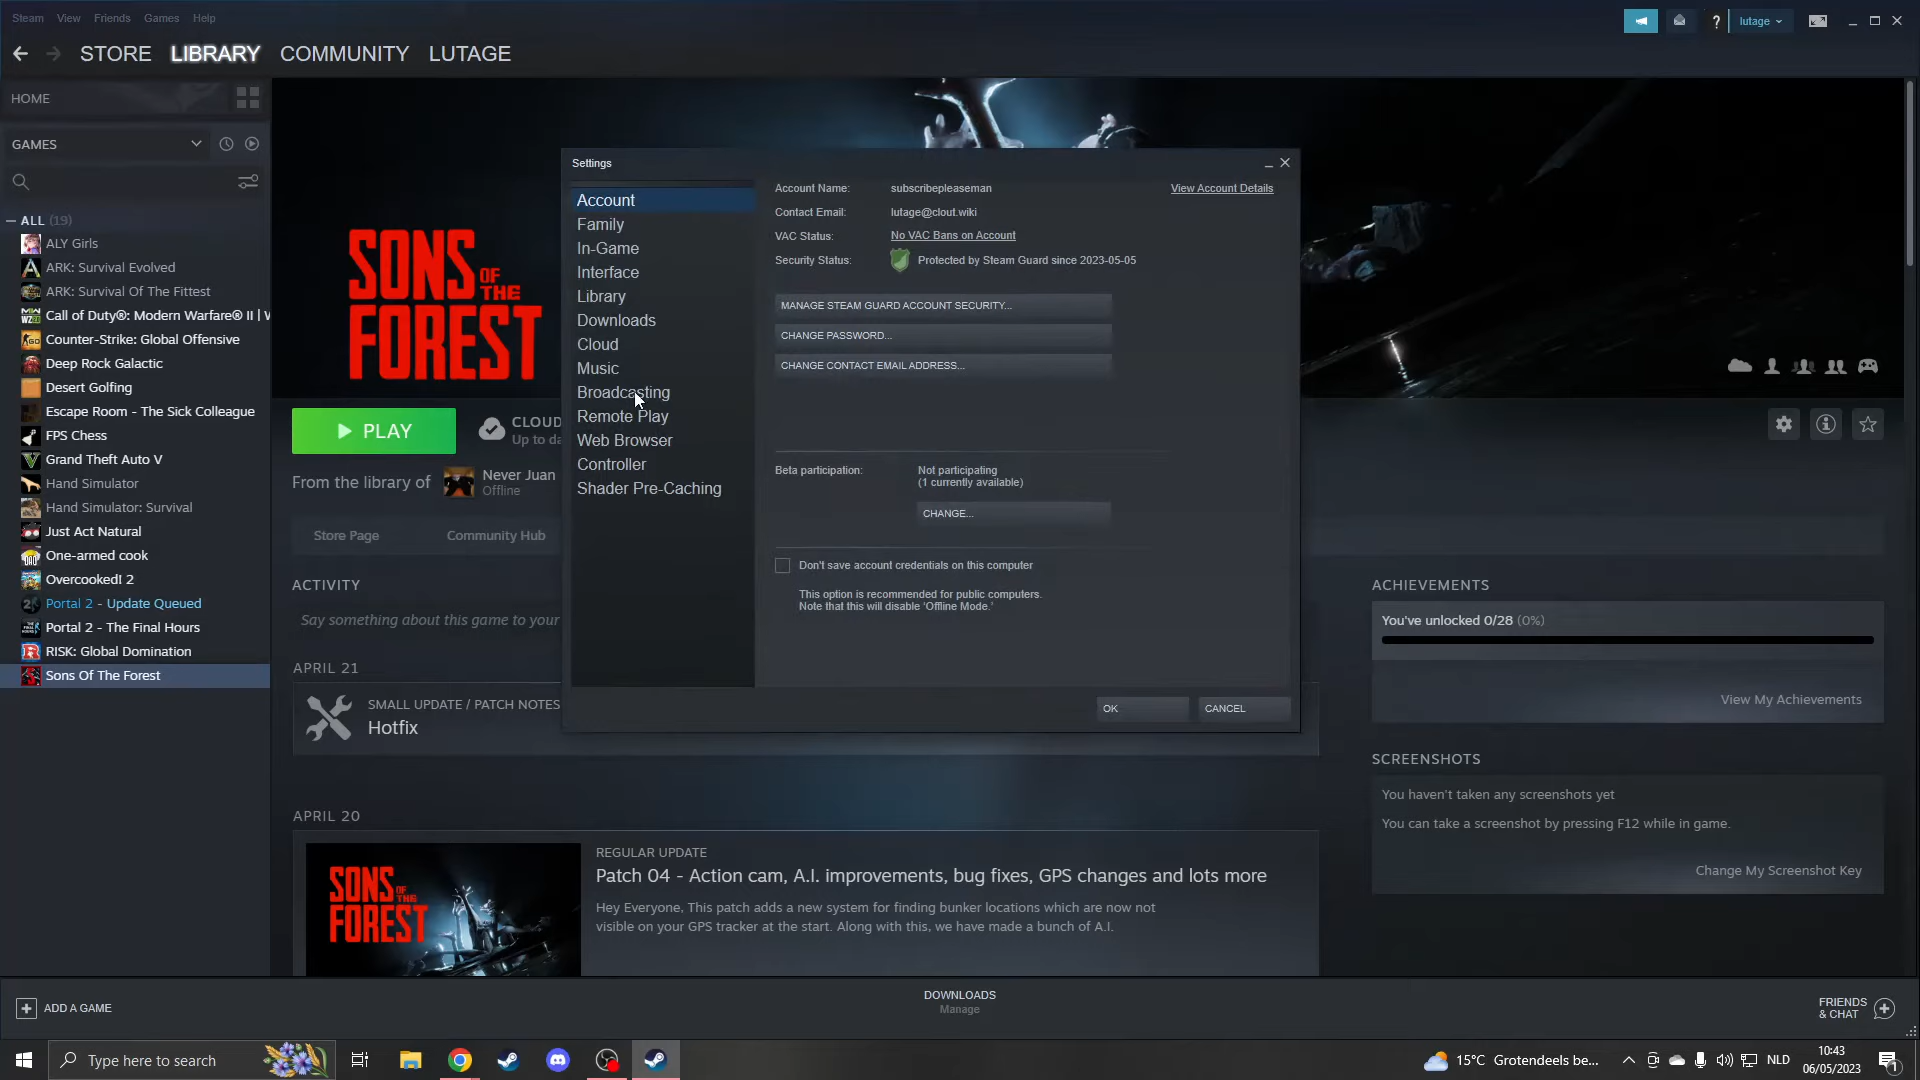 Steam View Friends Games Help
lutage
STORE LIBRARY COMMUNITY LUTAGE
HOME
GAMES
ALL (19)
ALY Girls
ARK: Survival Evolved
ARK: Survival Of The Fittest
Call of Duty®: Modern Warfare® II | W
Counter-Strike: Global Offensive
Deep Rock Galactic
Desert Golfing
Escape Room - The Sick Colleague
FPS Chess
Grand Theft Auto V
Hand Simulator
Hand Simulator: Survival
Just Act Natural
One-armed cook
Overcooked! 2
Portal 2 - Update Queued
Portal 2 - The Final Hours
RISK: Global Domination
Sons Of The Forest
SONS
OF
THE
FOREST
PLAY
CLOUD
Up to da
From the library of
Never Juan
Offline
Store Page
Community Hub
ACTIVITY
Say something about this game to your
APRIL 21
SMALL UPDATE / PATCH NOTES
Hotfix
APRIL 20
SONS
OF
THE
FOREST
REGULAR UPDATE
Patch 04 - Action cam, A.I. improvements, bug fixes, GPS changes and lots more
Hey Everyone, This patch adds a new system for finding bunker locations which are now not
visible on your GPS tracker at the start. Along with this, we have made a bunch of A.I.
Settings
Account
Family
In-Game
Interface
Library
Downloads
Cloud
Music
Broadcasting
Remote Play
Web Browser
Controller
Shader Pre-Caching
Account Name: subscribepleaseman
View Account Details
Contact Email: lutage@clout.wiki
VAC Status: No VAC Bans on Account
Security Status: Protected by Steam Guard since 2023-05-05
MANAGE STEAM GUARD ACCOUNT SECURITY...
CHANGE PASSWORD...
CHANGE CONTACT EMAIL ADDRESS...
Beta participation: Not participating
(1 currently available)
CHANGE...
Don't save account credentials on this computer
This option is recommended for public computers.
Note that this will disable 'Offline Mode.'
OK
CANCEL
ACHIEVEMENTS
You've unlocked 0/28 (0%)
View My Achievements
SCREENSHOTS
You haven't taken any screenshots yet
You can take a screenshot by pressing F12 while in game.
Change My Screenshot Key
ADD A GAME
DOWNLOADS
Manage
FRIENDS
& CHAT
Type here to search
15°C Grotendeels be...
NLD
10:43
06/05/2023
1